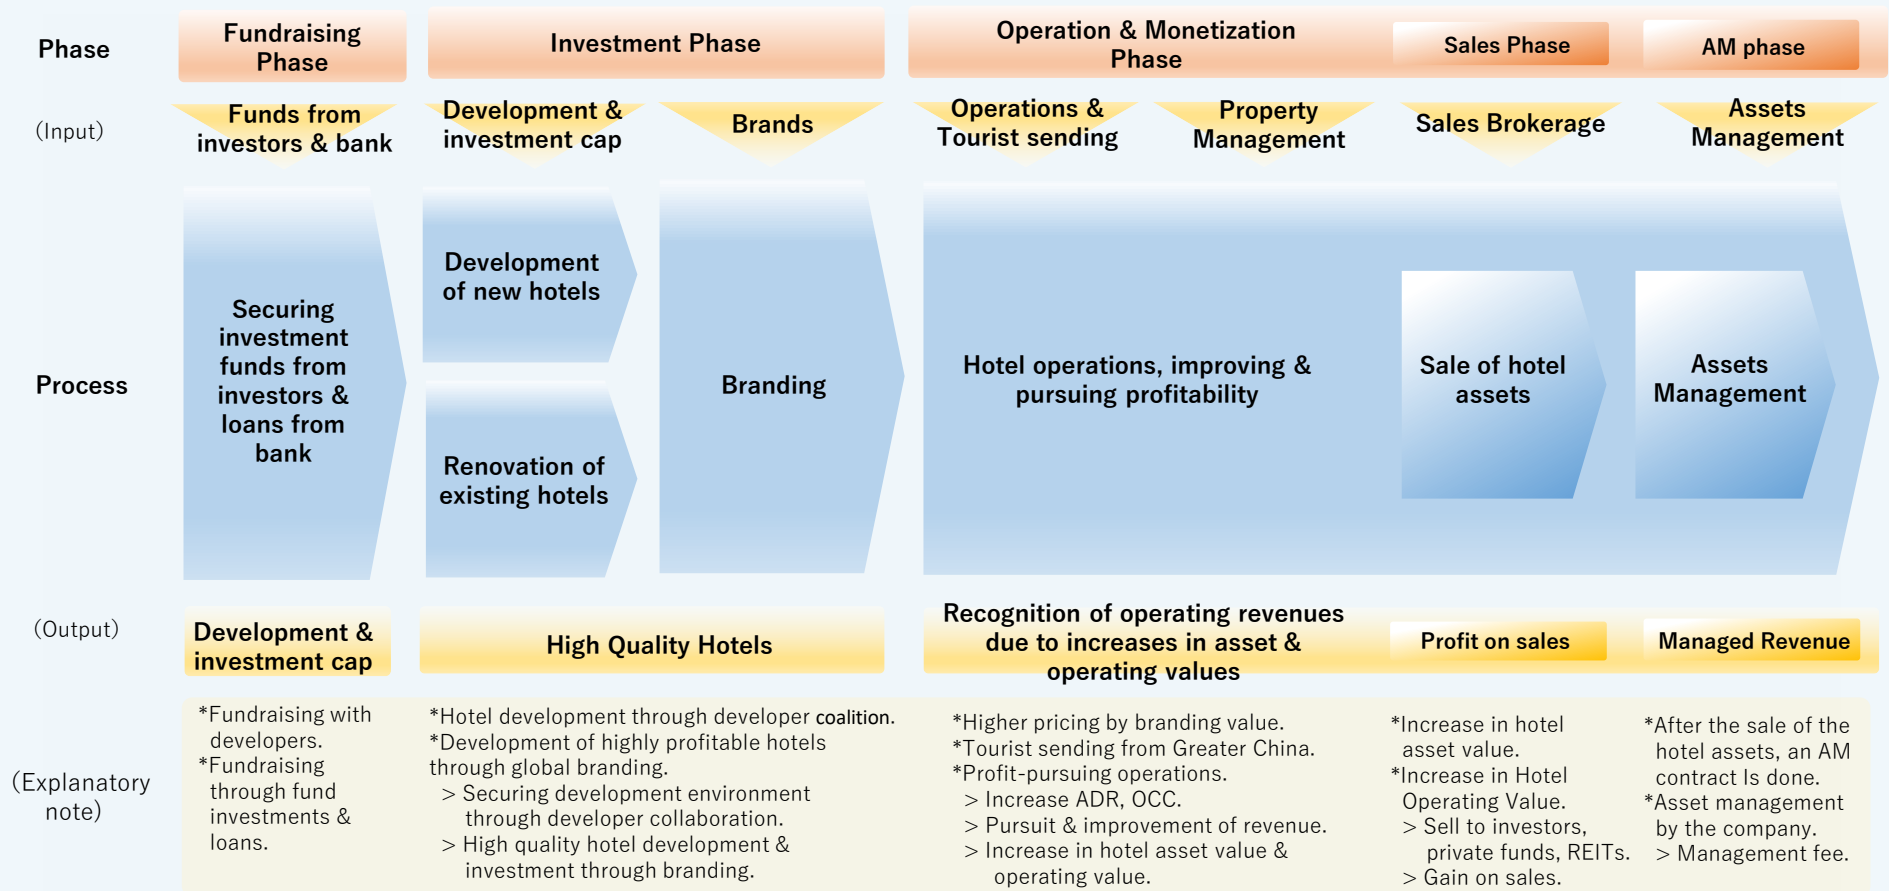 Phase
Fundraising
Phase
Investment Phase
Operation & Monetization
Phase
Sales Phase
AM phase
(Input)
Funds from
investors & bank
Development &
investment cap
Brands
Operations &
Tourist sending
Property
Management
Sales Brokerage
Assets
Management
Process
Securing
investment
funds from
investors &
loans from
bank
Development
of new hotels
Renovation of
existing hotels
Branding
Hotel operations, improving &
pursuing profitability
Sale of hotel
assets
Assets
Management
(Output)
Development &
investment cap
High Quality Hotels
Recognition of operating revenues
due to increases in asset &
operating values
Profit on sales
Managed Revenue
(Explanatory
note)
*Fundraising with
developers.
*Fundraising
through fund
investments &
loans.
*Hotel development through developer coalition.
*Development of highly profitable hotels
through global branding.
> Securing development environment
through developer collaboration.
> High quality hotel development &
investment through branding.
*Higher pricing by branding value.
*Tourist sending from Greater China.
*Profit-pursuing operations.
> Increase ADR, OCC.
> Pursuit & improvement of revenue.
> Increase in hotel asset value &
operating value.
*Increase in hotel
asset value.
*Increase in Hotel
Operating Value.
> Sell to investors,
private funds, REITs.
> Gain on sales.
*After the sale of the
hotel assets, an AM
contract Is done.
*Asset management
by the company.
> Management fee.